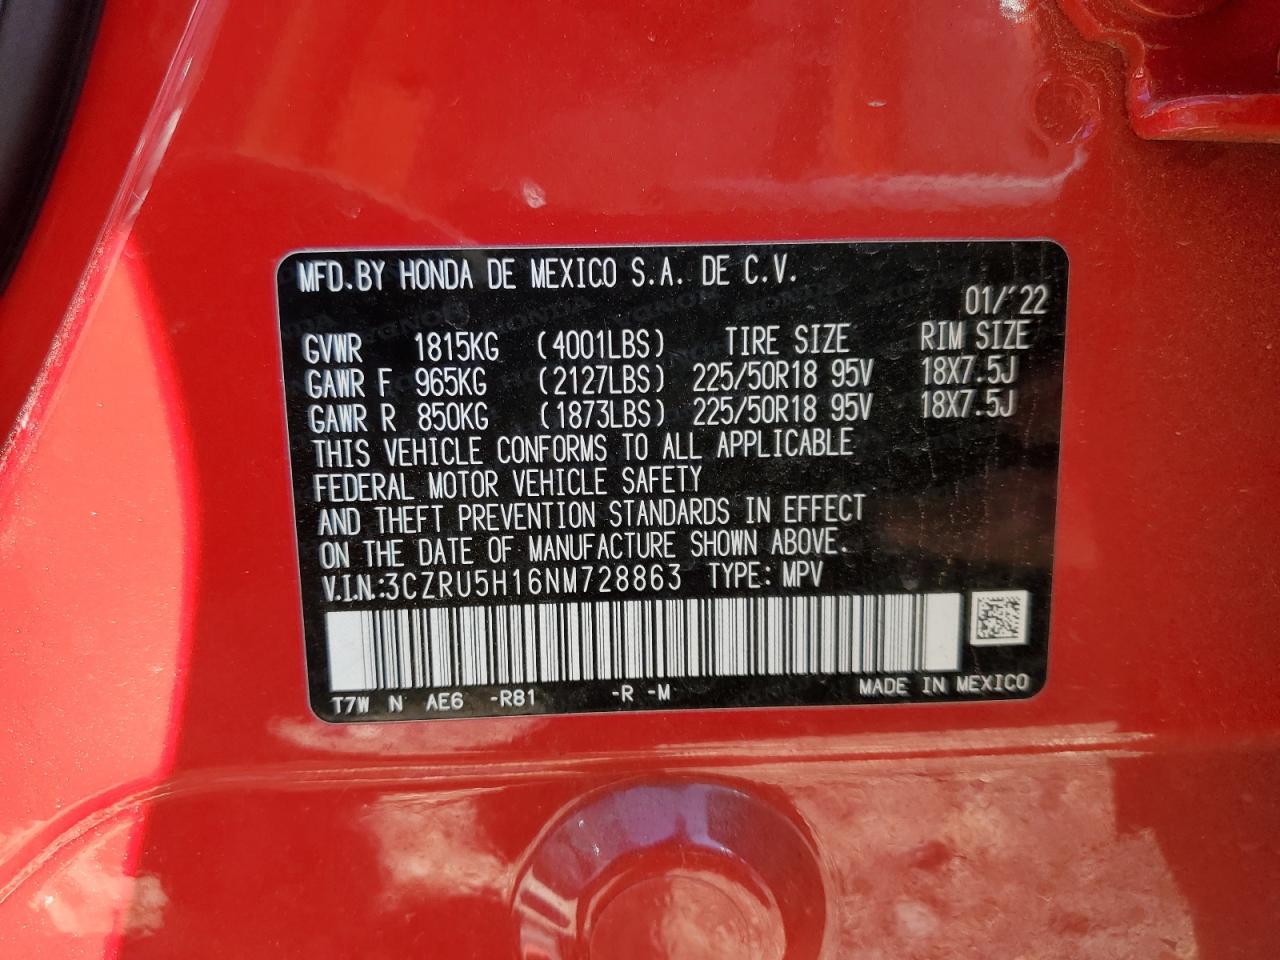 MFD.BY HONDA DE MEXICO S.A. DE C.V.
01/'22
GVWR 1815KG (4001LBS) TIRE SIZE RIM SIZE
GAWR F 965KG (2127LBS) 225/50R18 95V 18X7.5J
GAWR R 850KG (1873LBS) 225/50R18 95V 18X7.5J
THIS VEHICLE CONFORMS TO ALL APPLICABLE
FEDERAL MOTOR VEHICLE SAFETY
AND THEFT PREVENTION STANDARDS IN EFFECT
ON THE DATE OF MANUFACTURE SHOWN ABOVE.
V.I.N.:3CZRU5H16NM728863 TYPE: MPV
T7W N AE6 -R81 -R -M MADE IN MEXICO